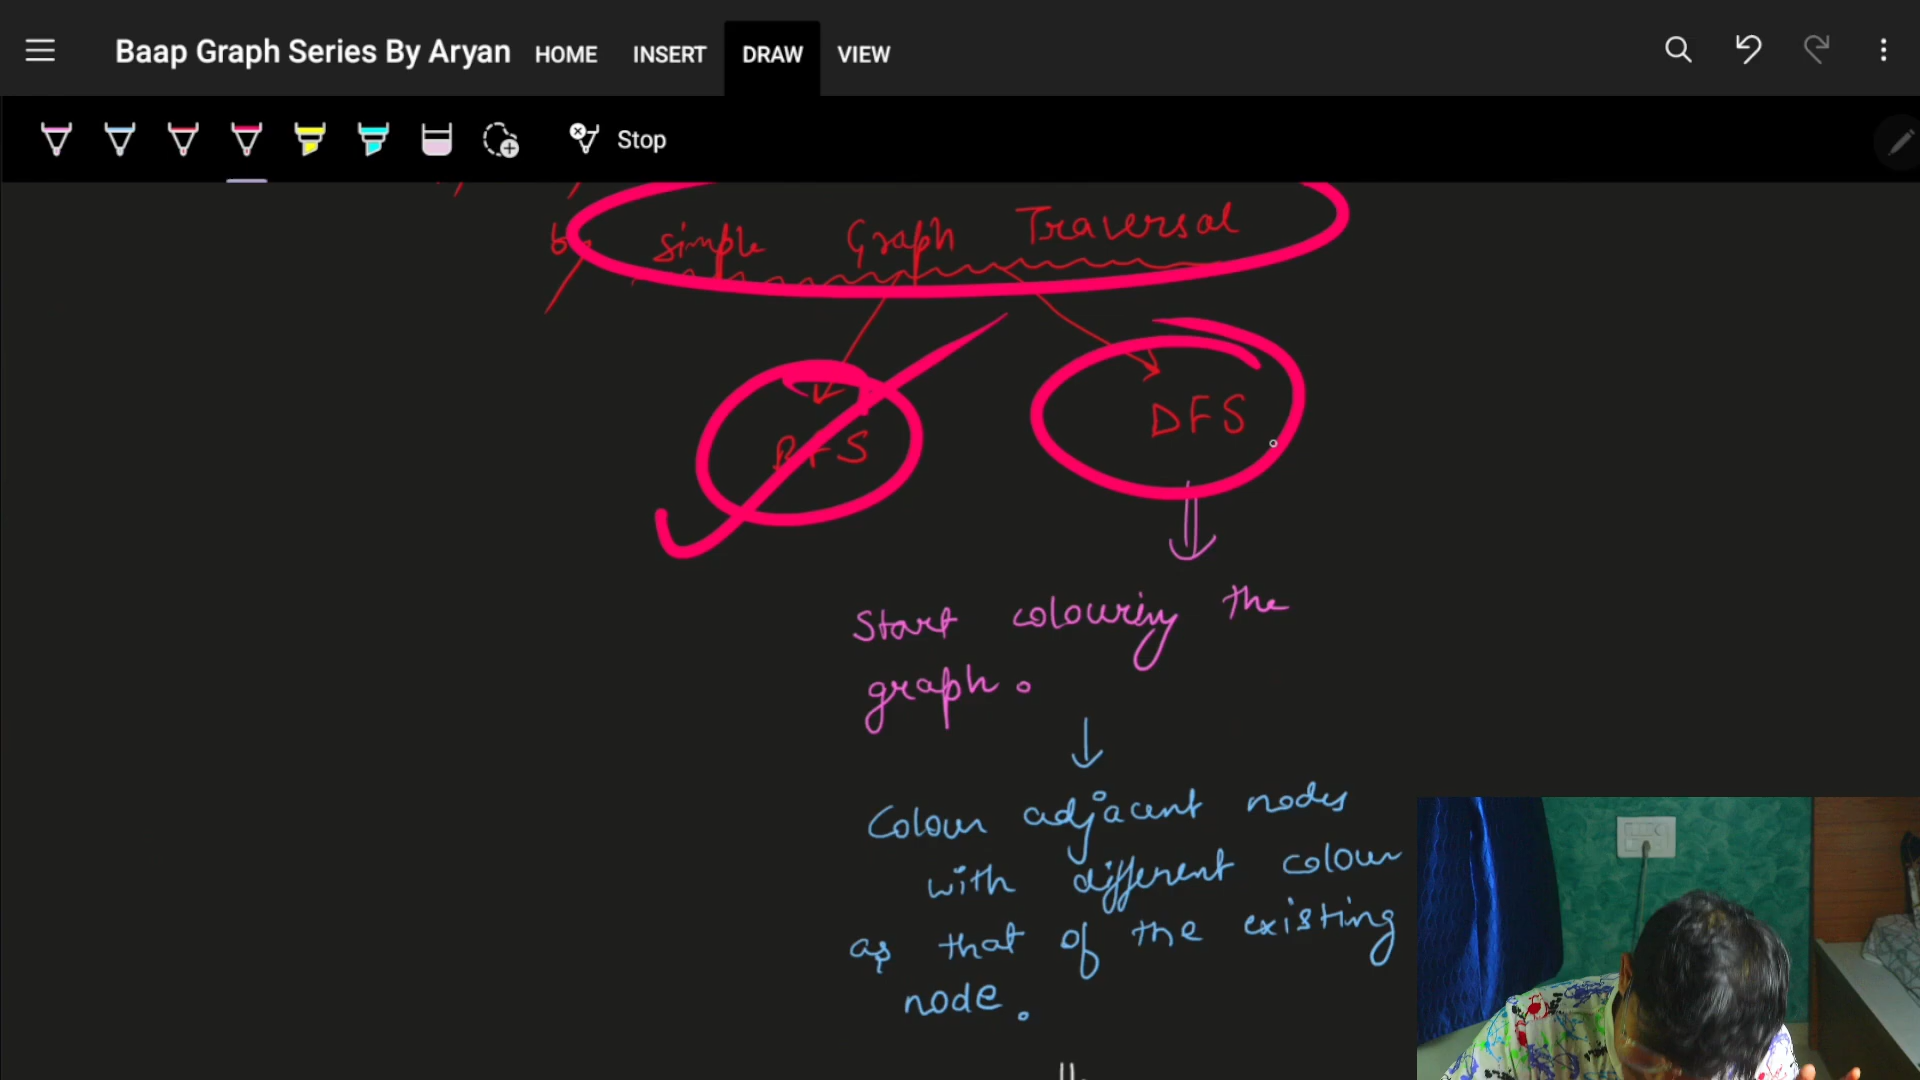 Baap Graph Series By Aryan HOME INSERT DRAW VIEW
Stop
Simple Graph Traversal
BFS DFS
Start colouring the
graph.
Colour adjacent nodes
with different colour
as that of the existing
node.